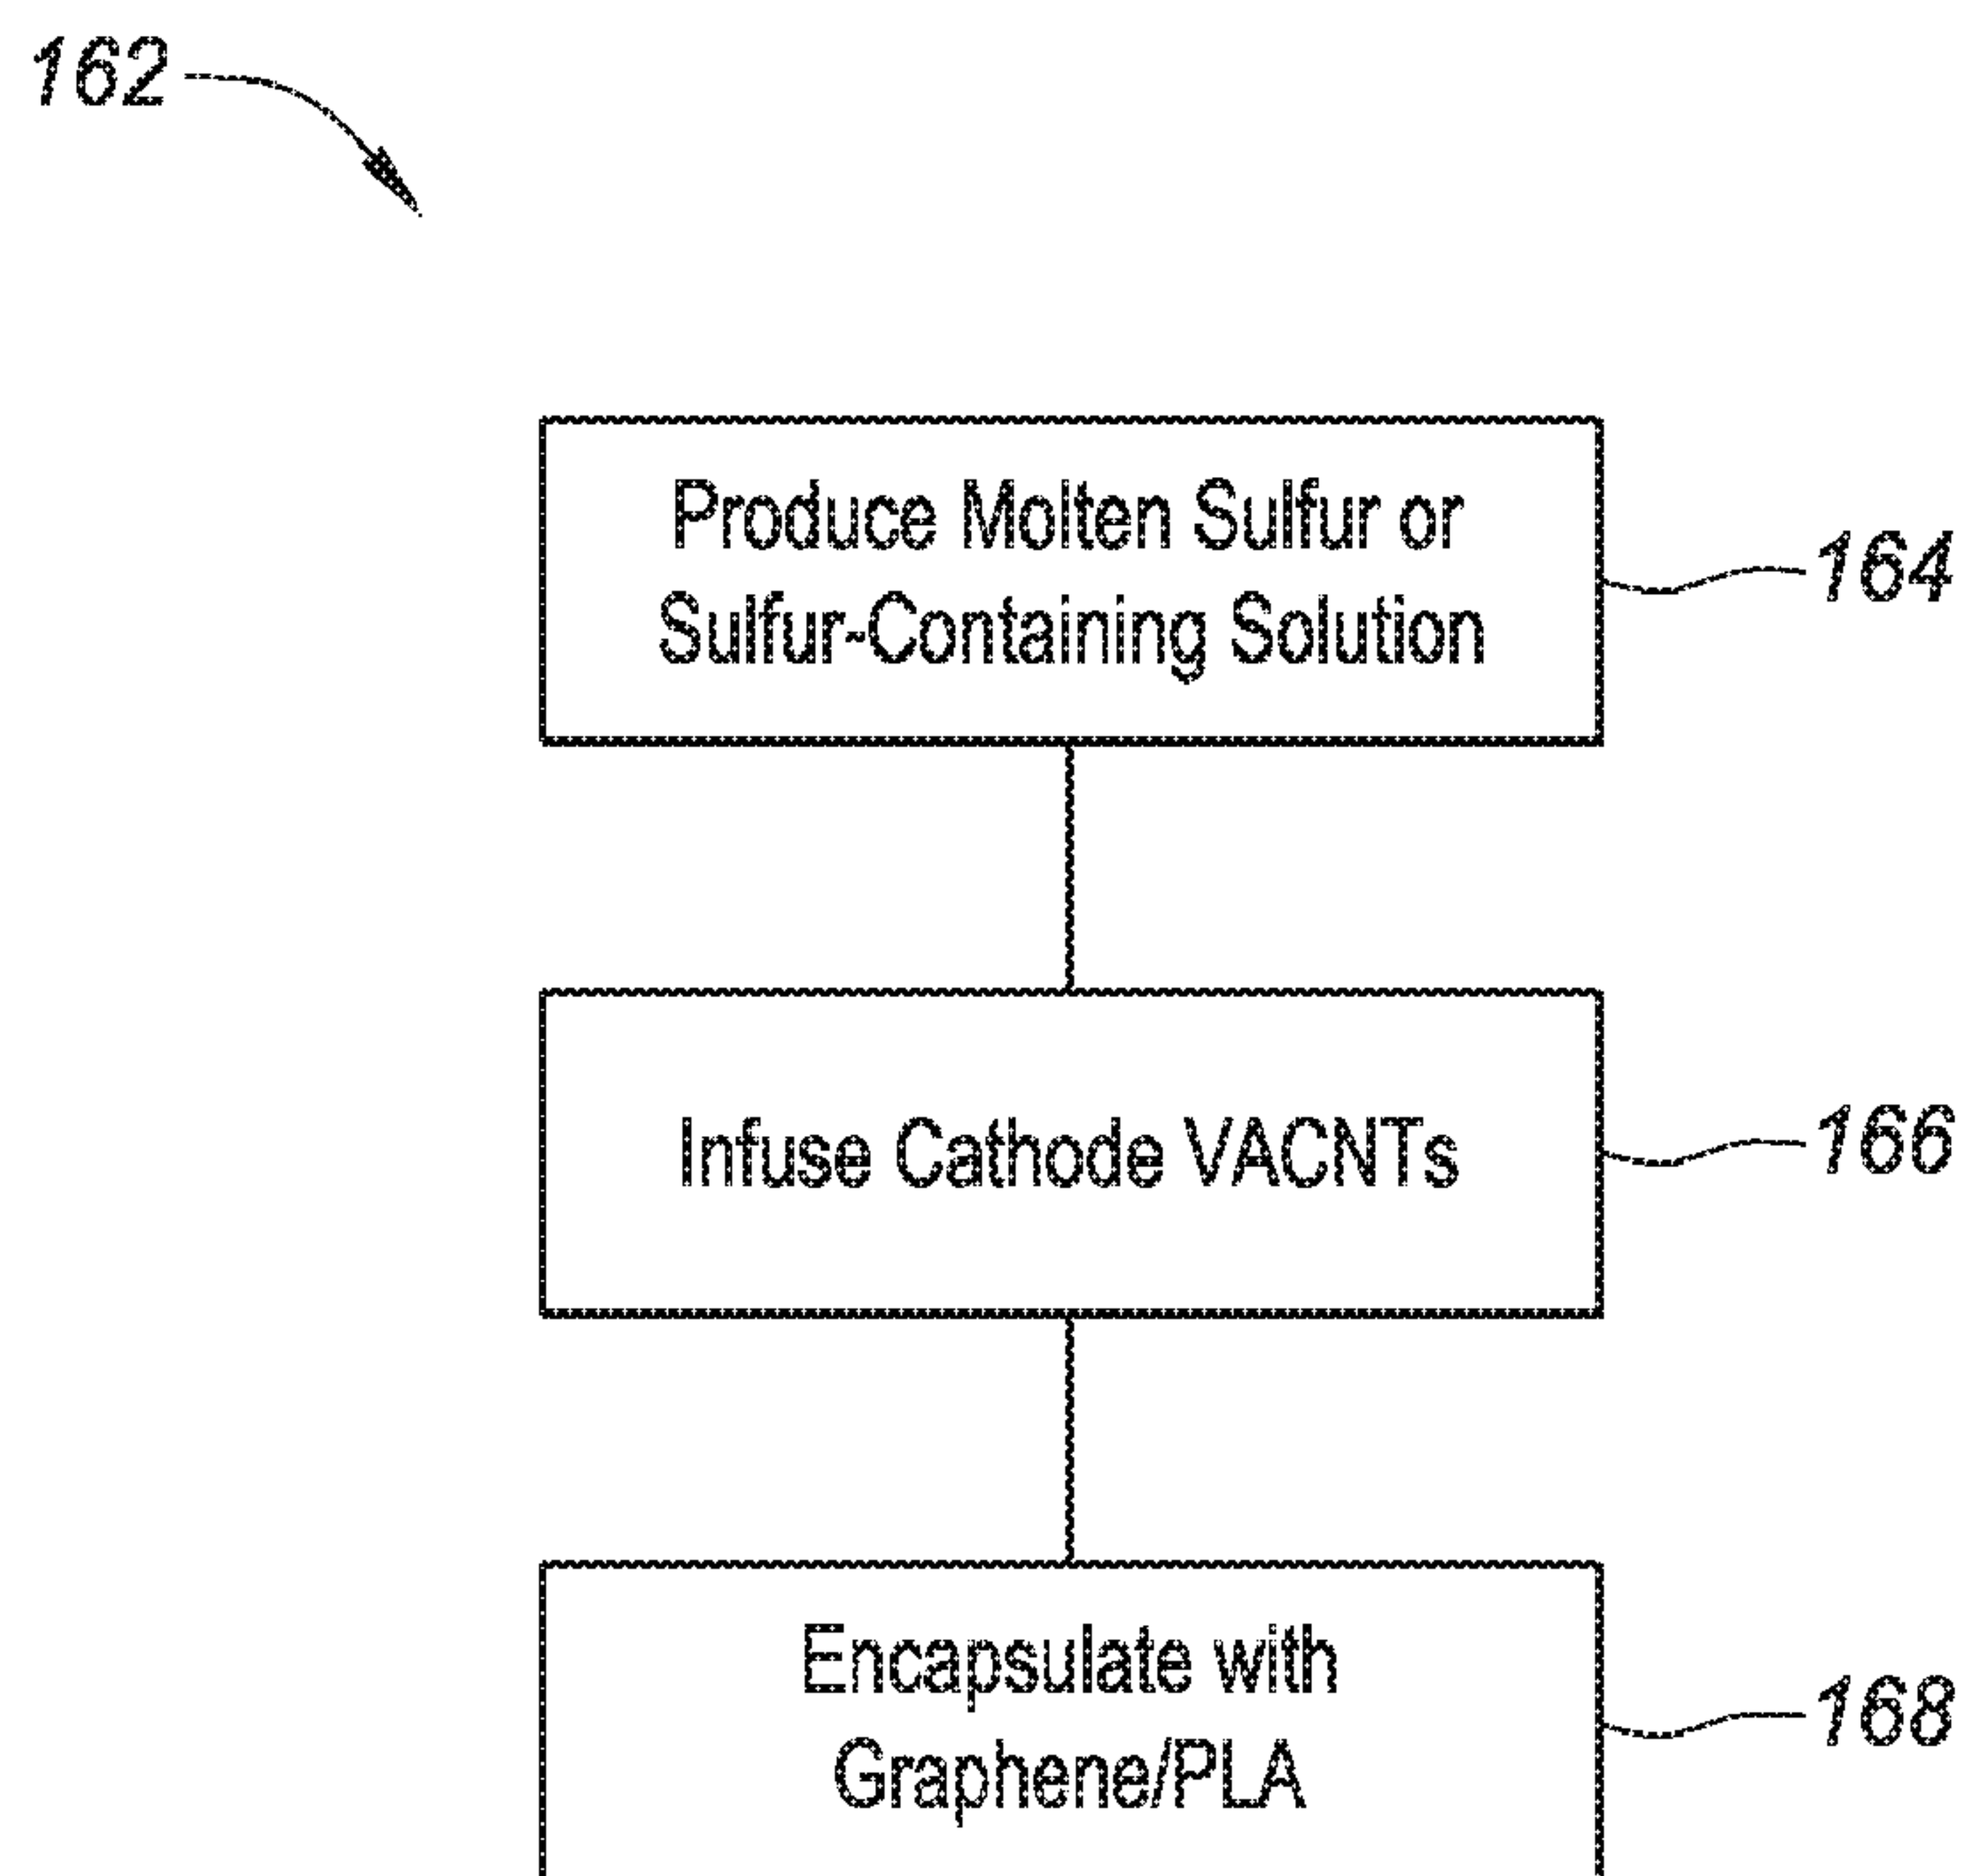 162
Produce Molten Sulfur or
Sulfur-Containing Solution
164
Infuse Cathode VACNTs
166
Encapsulate with
Graphene/PLA
168